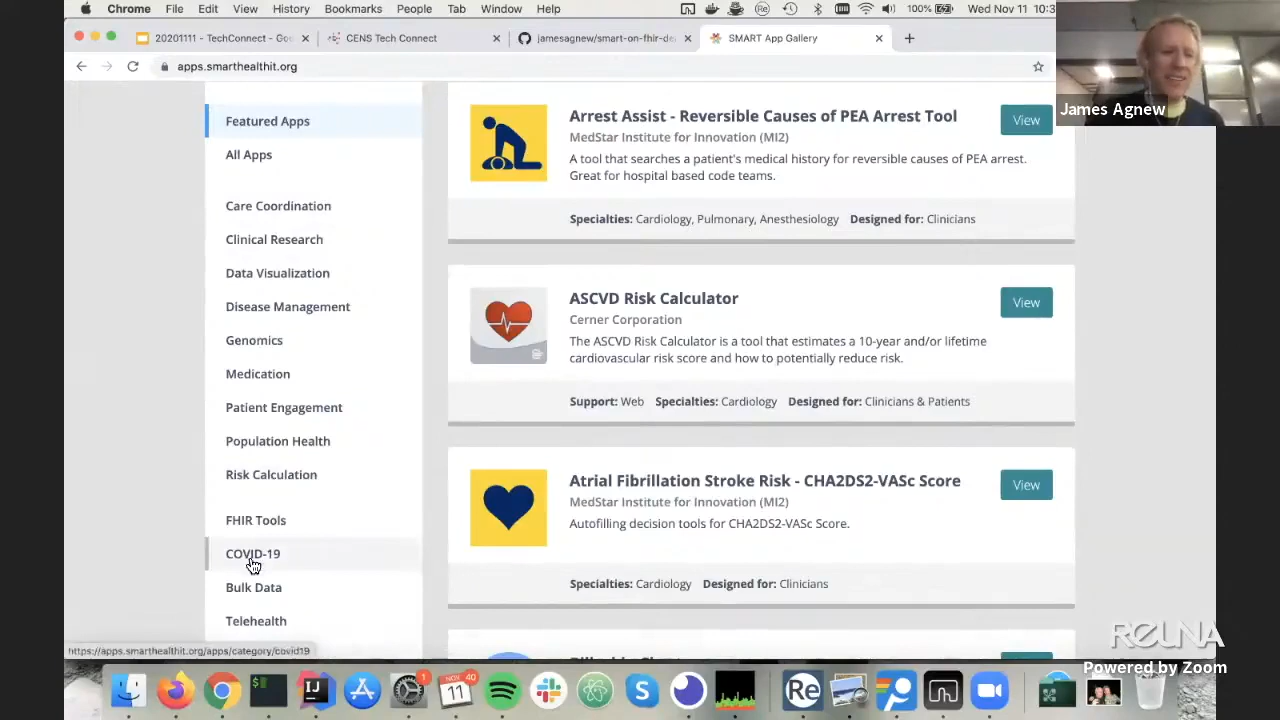 Chrome File Edit View History Bookmarks People Tab Window Help 100% Wed Nov 11 10:3
20201111 - TechConnect - Go
CENS Tech Connect
jamesagnew/smart-on-fhir-de
SMART App Gallery
apps.smarthealthit.org
James Agnew
Featured Apps
All Apps
Care Coordination
Clinical Research
Data Visualization
Disease Management
Genomics
Medication
Patient Engagement
Population Health
Risk Calculation
FHIR Tools
COVID-19
Bulk Data
Telehealth
Arrest Assist - Reversible Causes of PEA Arrest Tool
View
MedStar Institute for Innovation (MI2)
A tool that searches a patient's medical history for reversible causes of PEA arrest.
Great for hospital based code teams.
Specialties: Cardiology, Pulmonary, Anesthesiology Designed for: Clinicians
ASCVD Risk Calculator
View
Cerner Corporation
The ASCVD Risk Calculator is a tool that estimates a 10-year and/or lifetime
cardiovascular risk score and how to potentially reduce risk.
Support: Web Specialties: Cardiology Designed for: Clinicians & Patients
Atrial Fibrillation Stroke Risk - CHA2DS2-VASc Score
View
MedStar Institute for Innovation (MI2)
Autofilling decision tools for CHA2DS2-VASc Score.
Specialties: Cardiology Designed for: Clinicians
https://apps.smarthealthit.org/apps/category/covid19
RELNA
Powered by Zoom
$
IJ
NOV
11
40
1
S
Re